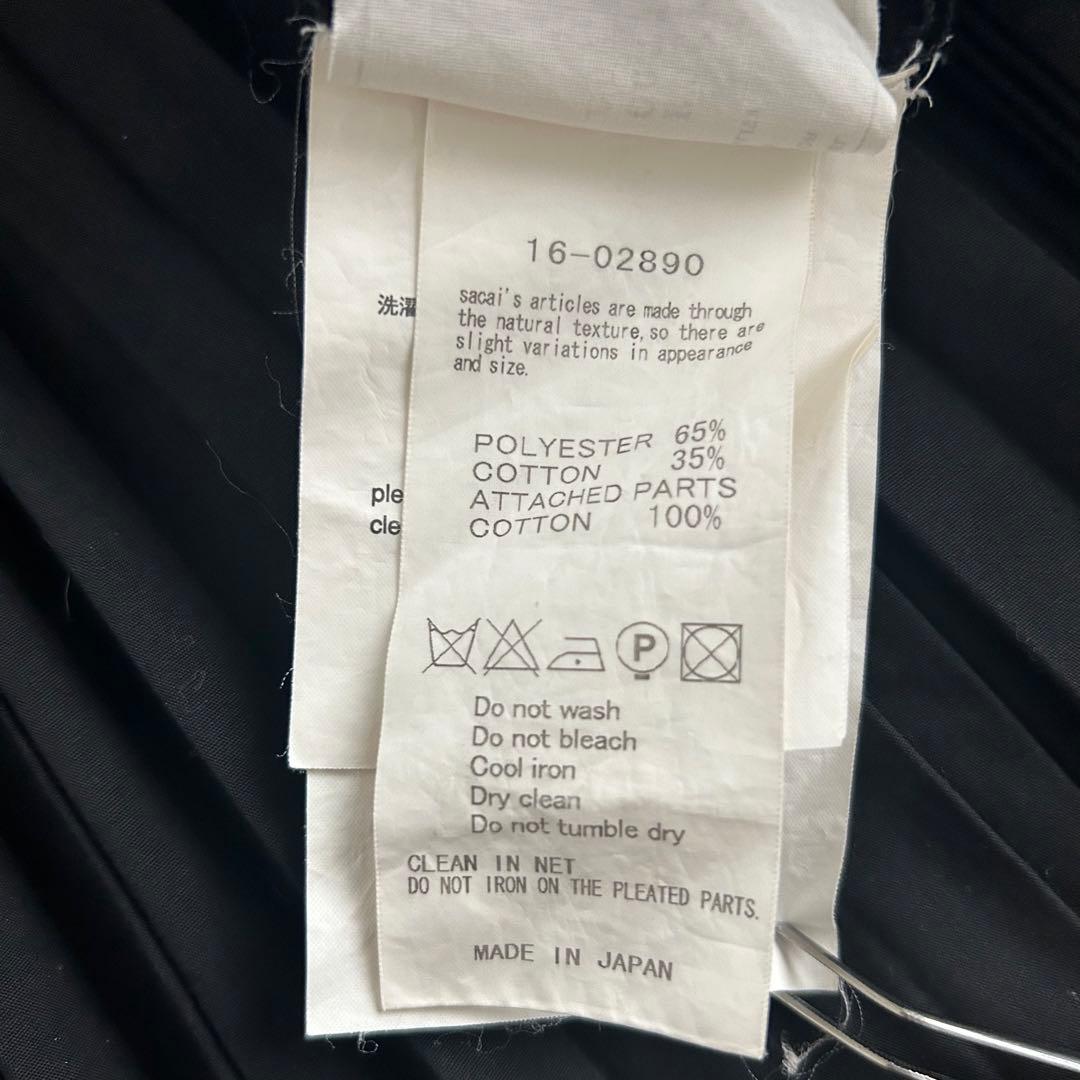 16-02890
sacai's articles are made through
the natural texture, so there are
slight variations in appearance
and size.
洗濯
POLYESTER 65%
COTTON 35%
ATTACHED PARTS
COTTON 100%
ple
cle
P
Do not wash
Do not bleach
Cool iron
Dry clean
Do not tumble dry
CLEAN IN NET
DO NOT IRON ON THE PLEATED PARTS.
MADE IN JAPAN